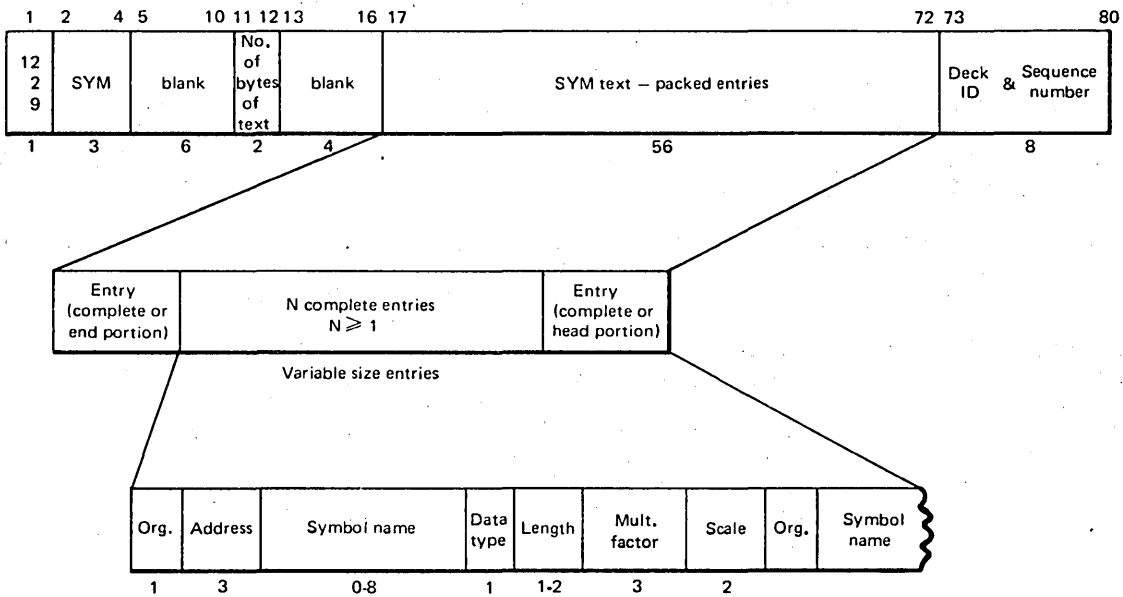 1 2 4 5 10 11 12 13 16 17 72 73 80
12
2
9
SYM
blank
No.
of
bytes
of
text
blank
SYM text – packed entries
Deck
ID
&
Sequence
number
1 3 6 2 4 56 8
Entry
(complete or
end portion)
N complete entries
N ⩾ 1
Entry
(complete or
head portion)
Variable size entries
Org.
Address
Symbol name
Data
type
Length
Mult.
factor
Scale
Org.
Symbol
name
1 3 0-8 1 1-2 3 2